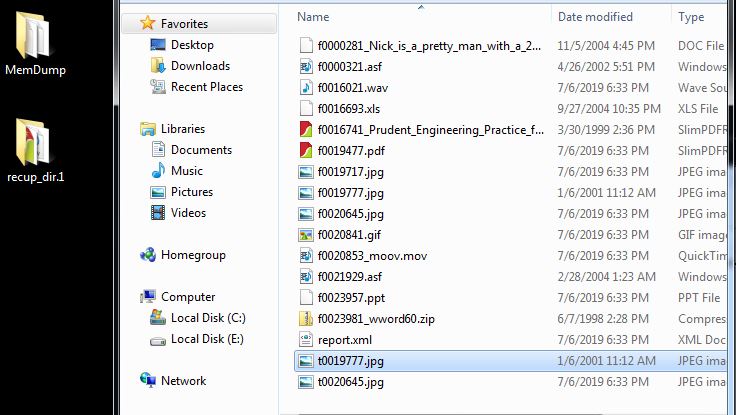 MemDump
recup_dir.1
Favorites
Desktop
Downloads
Recent Places
Libraries
Documents
Music
Pictures
Videos
Homegroup
Computer
Local Disk (C:)
Local Disk (E:)
Network
Name Date modified Type
f0000281_Nick_is_a_pretty_man_with_a_2... 11/5/2004 4:45 PM DOC File
f0000321.asf 4/26/2002 5:51 PM Windows
f0016021.wav 7/6/2019 6:33 PM Wave Sou
f0016693.xls 9/27/2004 10:35 PM XLS File
f0016741_Prudent_Engineering_Practice_f... 3/30/1999 2:36 PM SlimPDFR
f0019477.pdf 7/6/2019 6:33 PM SlimPDFR
f0019717.jpg 7/6/2019 6:33 PM JPEG ima
f0019777.jpg 1/6/2001 11:12 AM JPEG ima
f0020645.jpg 7/6/2019 6:33 PM JPEG ima
f0020841.gif 7/6/2019 6:33 PM GIF imag
f0020853_moov.mov 7/6/2019 6:33 PM QuickTim
f0021929.asf 2/28/2004 1:23 AM Windows
f0023957.ppt 7/6/2019 6:33 PM PPT File
f0023981_wword60.zip 6/7/1998 2:28 PM Compress
report.xml 7/6/2019 6:33 PM XML Doc
t0019777.jpg 1/6/2001 11:12 AM JPEG ima
t0020645.jpg 7/6/2019 6:33 PM JPEG ima